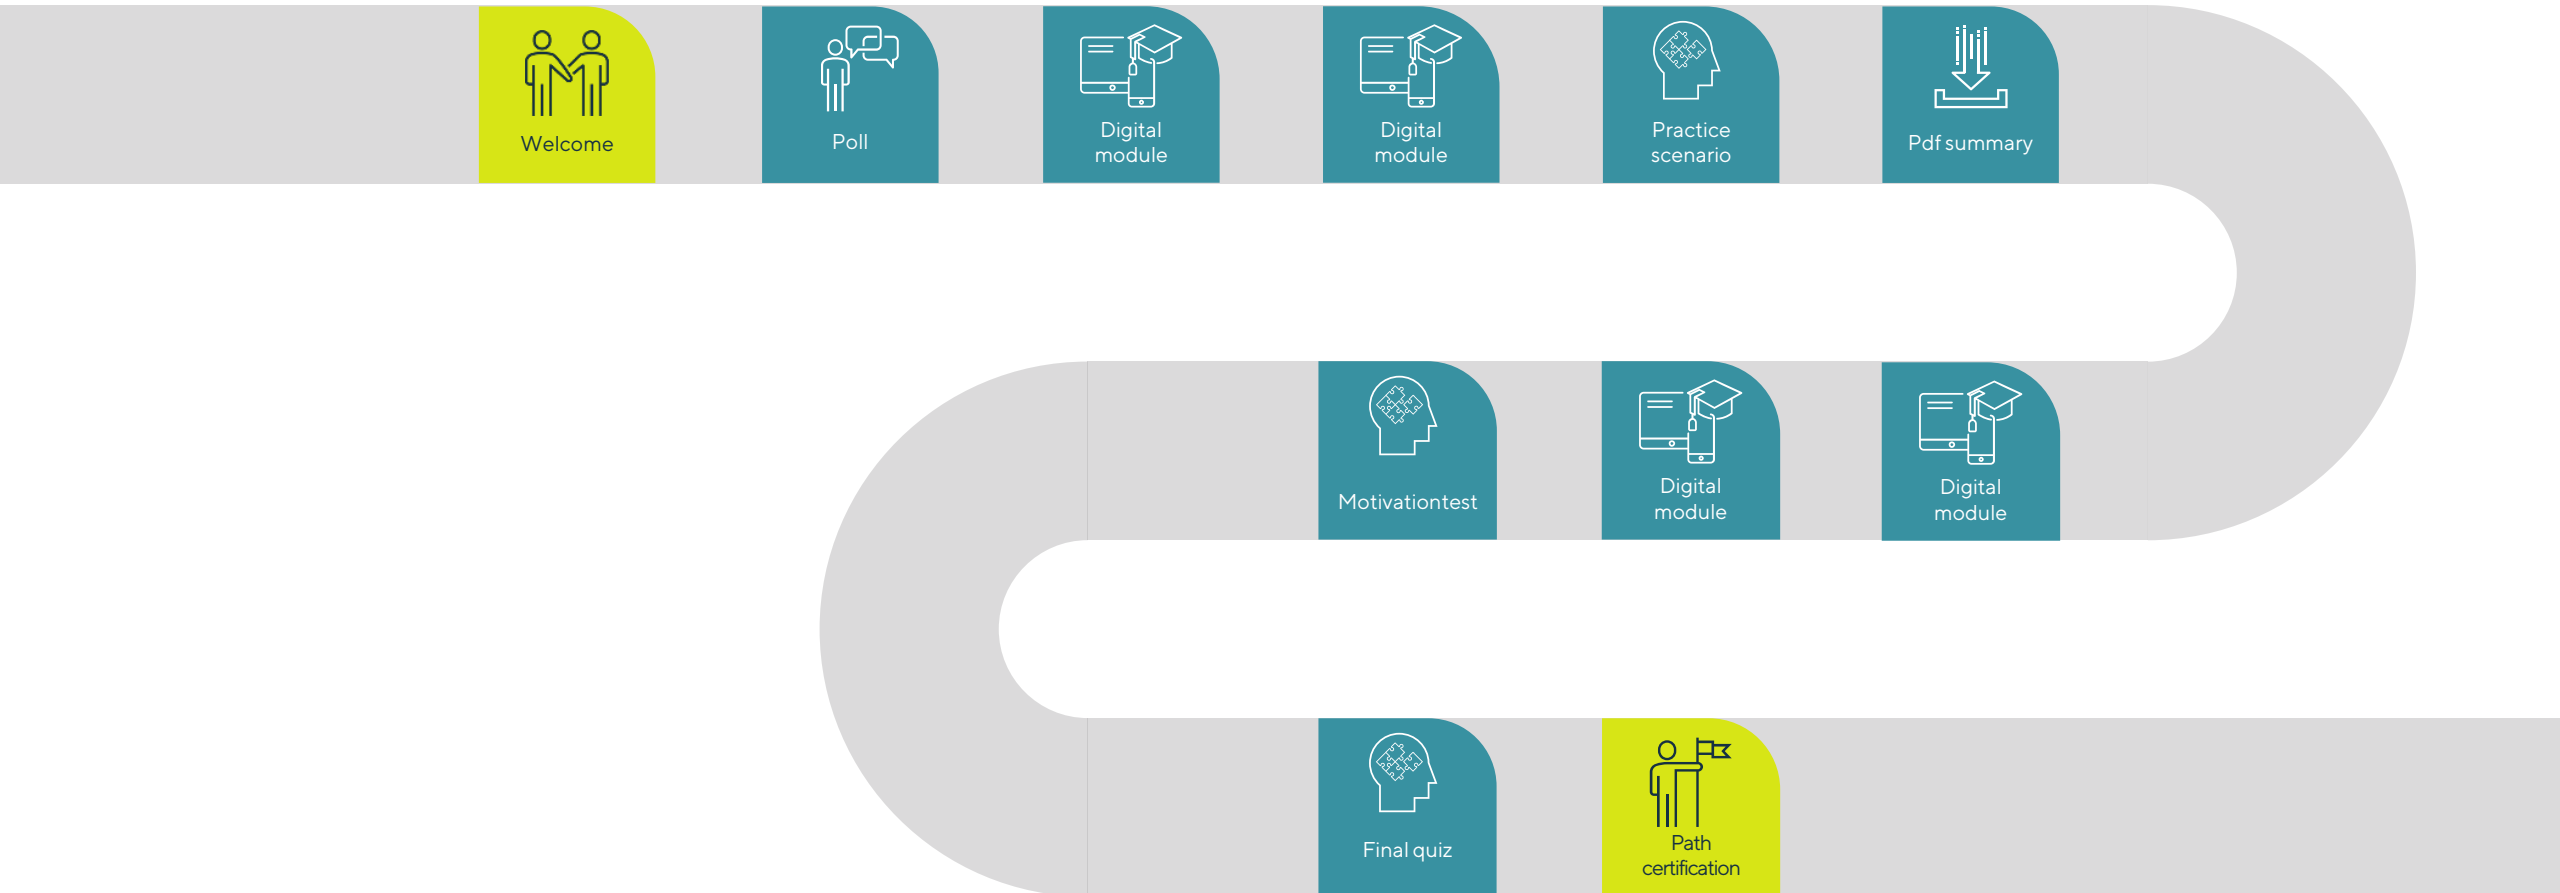 Welcome
Poll
Digital
module
Digital
module
Practice
scenario
Pdf summary
Motivationtest
Digital
module
Digital
module
Final quiz
Path
certification